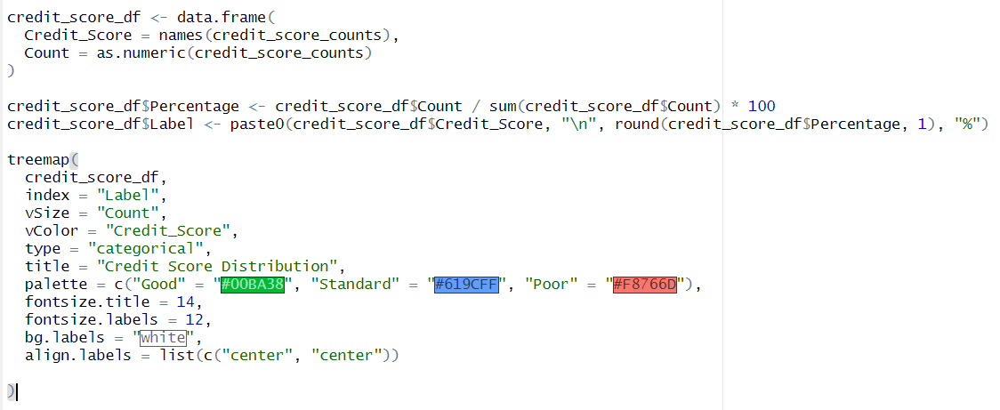 credit_score_df <- data.frame(
  Credit_Score = names(credit_score_counts),
  Count = as.numeric(credit_score_counts)
)
credit_score_df$Percentage <- credit_score_df$Count / sum(credit_score_df$Count) * 100
credit_score_df$Label <- paste0(credit_score_df$Credit_Score, "\n", round(credit_score_df$Percentage, 1), "%")
treemap(
  credit_score_df,
  index = "Label",
  vSize = "Count",
  vColor = "Credit_Score",
  type = "categorical",
  title = "Credit Score Distribution",
  palette = c("Good" = "#00BA38", "Standard" = "#619CFF", "Poor" = "#F8766D"),
  fontsize.title = 14,
  fontsize.labels = 12,
  bg.labels = "white",
  align.labels = list(c("center", "center"))
)